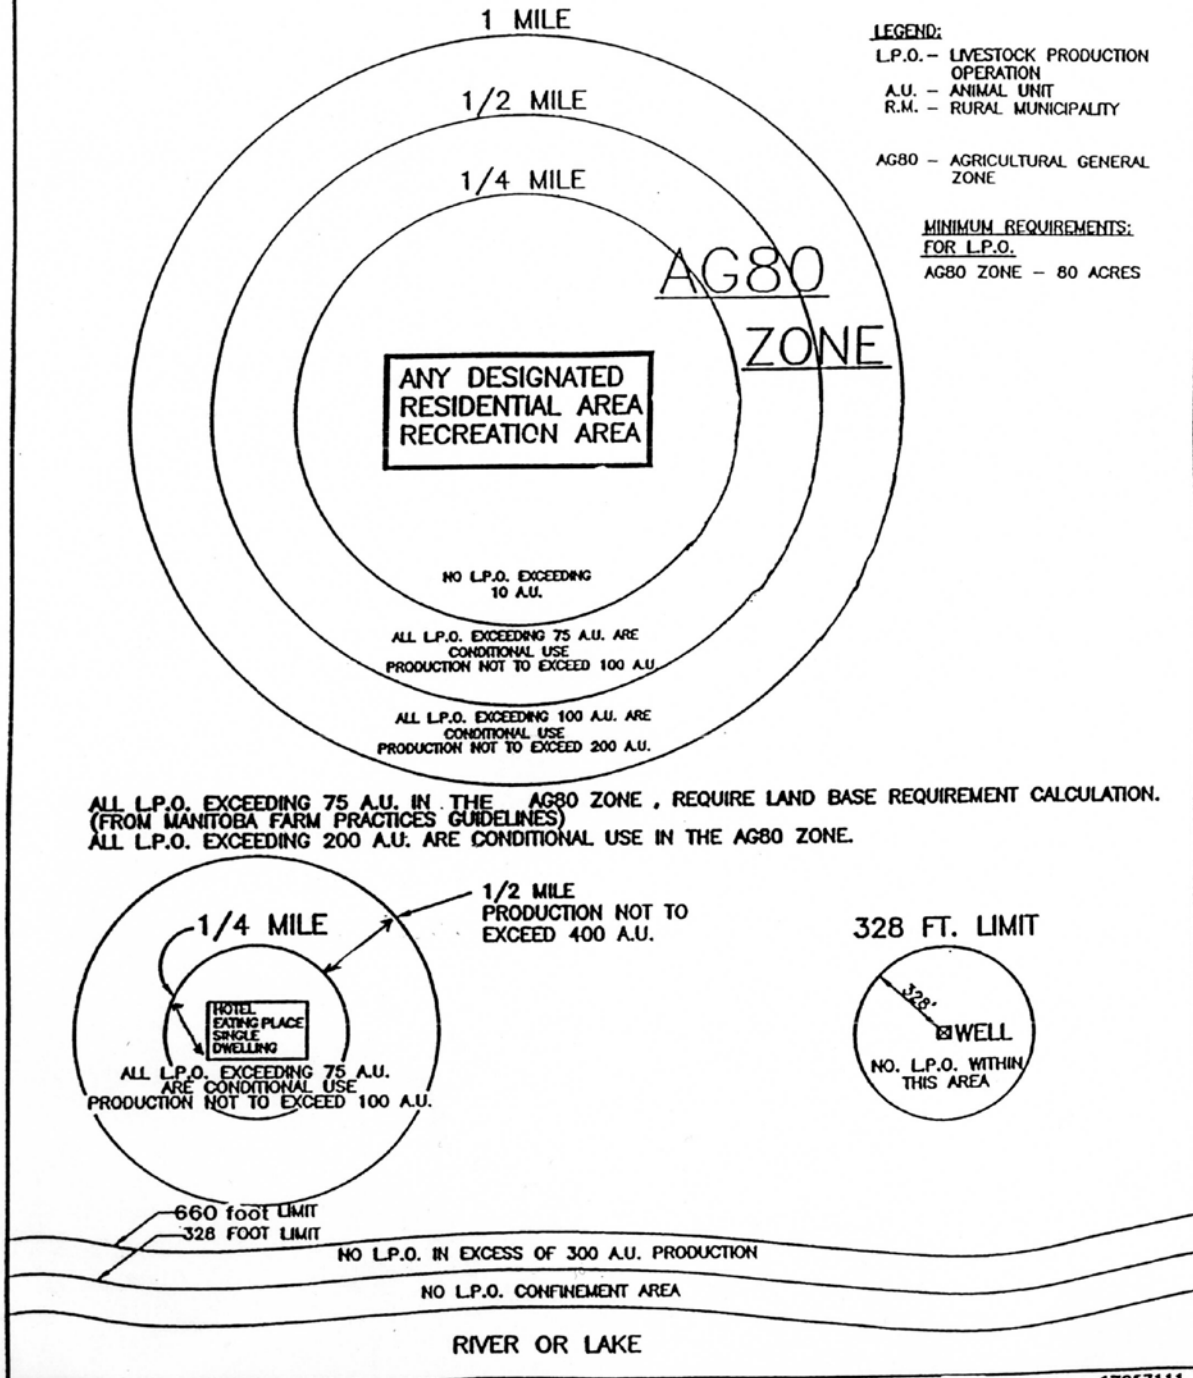 1 MILE
1/2 MILE
1/4 MILE
AG80
ZONE
ANY DESIGNATED
RESIDENTIAL AREA
RECREATION AREA
NO L.P.O. EXCEEDING
10 A.U.
ALL L.P.O. EXCEEDING 75 A.U. ARE
CONDITIONAL USE
PRODUCTION NOT TO EXCEED 100 A.U.
ALL L.P.O. EXCEEDING 100 A.U. ARE
CONDITIONAL USE
PRODUCTION NOT TO EXCEED 200 A.U.
LEGEND:
L.P.O. – LIVESTOCK PRODUCTION
OPERATION
A.U. – ANIMAL UNIT
R.M. – RURAL MUNICIPALITY
AG80 – AGRICULTURAL GENERAL
ZONE
MINIMUM REQUIREMENTS:
FOR L.P.O.
AG80 ZONE – 80 ACRES
ALL L.P.O. EXCEEDING 75 A.U. IN THE AG80 ZONE , REQUIRE LAND BASE REQUIREMENT CALCULATION.
(FROM MANITOBA FARM PRACTICES GUIDELINES)
ALL L.P.O. EXCEEDING 200 A.U. ARE CONDITIONAL USE IN THE AG80 ZONE.
1/4 MILE
1/2 MILE
PRODUCTION NOT TO
EXCEED 400 A.U.
HOTEL
EATING PLACE
SINGLE
DWELLING
ALL L.P.O. EXCEEDING 75 A.U.
ARE CONDITIONAL USE
PRODUCTION NOT TO EXCEED 100 A.U.
328 FT. LIMIT
328'
WELL
NO. L.P.O. WITHIN
THIS AREA
660 foot LIMIT
328 FOOT LIMIT
NO L.P.O. IN EXCESS OF 300 A.U. PRODUCTION
NO L.P.O. CONFINEMENT AREA
RIVER OR LAKE